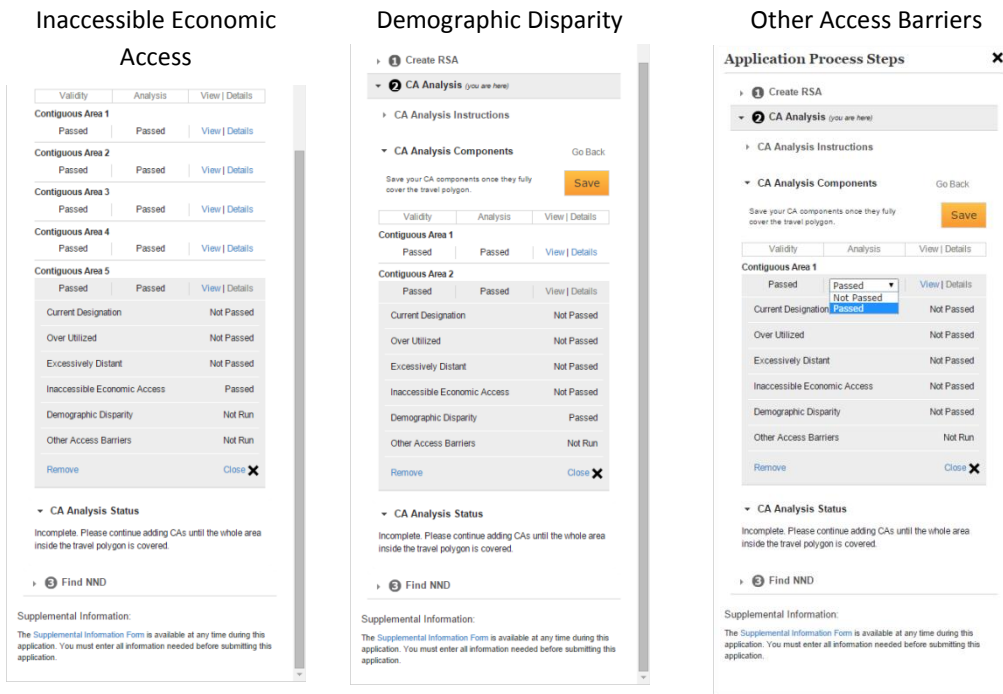 Inaccessible Economic
Access
Validity Analysis View | Details
Contiguous Area 1
Passed Passed View | Details
Contiguous Area 2
Passed Passed View | Details
Contiguous Area 3
Passed Passed View | Details
Contiguous Area 4
Passed Passed View | Details
Contiguous Area 5
Passed Passed View | Details
Current Designation Not Passed
Over Utilized Not Passed
Excessively Distant Not Passed
Inaccessible Economic Access Passed
Demographic Disparity Not Run
Other Access Barriers Not Run
Remove Close
CA Analysis Status
Incomplete. Please continue adding CAs until the whole area
inside the travel polygon is covered.
3 Find NND
Supplemental Information:
The Supplemental Information Form is available at any time during this
application. You must enter all information needed before submitting this
application.
Demographic Disparity
1 Create RSA
2 CA Analysis (you are here)
CA Analysis Instructions
CA Analysis Components Go Back
Save your CA components once they fully
cover the travel polygon.
Save
Validity Analysis View | Details
Contiguous Area 1
Passed Passed View | Details
Contiguous Area 2
Passed Passed View | Details
Current Designation Not Passed
Over Utilized Not Passed
Excessively Distant Not Passed
Inaccessible Economic Access Not Passed
Demographic Disparity Passed
Other Access Barriers Not Run
Remove Close
CA Analysis Status
Incomplete. Please continue adding CAs until the whole area
inside the travel polygon is covered.
3 Find NND
Supplemental Information:
The Supplemental Information Form is available at any time during this
application. You must enter all information needed before submitting this
application.
Other Access Barriers
Application Process Steps
1 Create RSA
2 CA Analysis (you are here)
CA Analysis Instructions
CA Analysis Components Go Back
Save your CA components once they fully
cover the travel polygon.
Save
Validity Analysis View | Details
Contiguous Area 1
Passed Passed View | Details
Not Passed
Passed
Current Designation Not Passed
Over Utilized Not Passed
Excessively Distant Not Passed
Inaccessible Economic Access Not Passed
Demographic Disparity Not Passed
Other Access Barriers Not Run
Remove Close
CA Analysis Status
Incomplete. Please continue adding CAs until the whole area
inside the travel polygon is covered.
3 Find NND
Supplemental Information:
The Supplemental Information Form is available at any time during this
application. You must enter all information needed before submitting this
application.